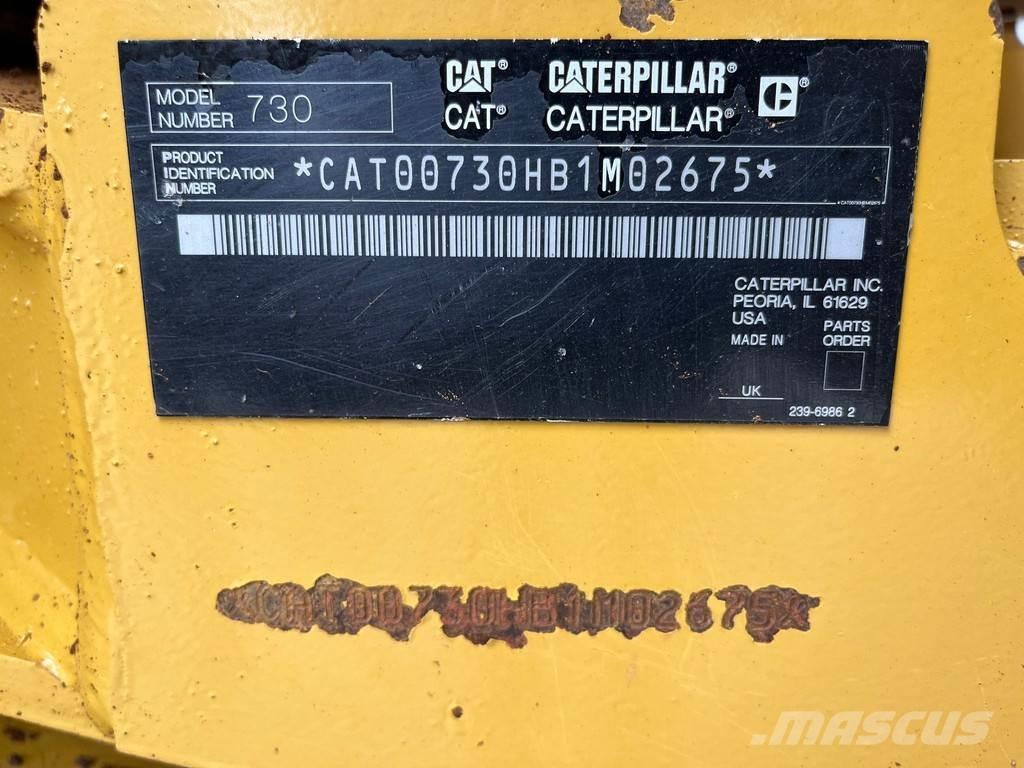 CAT® CATERPILLAR®
CAT® CATERPILLAR®
MODEL
NUMBER 730
PRODUCT
IDENTIFICATION
NUMBER
*CAT00730HB1M02675*
*CAT00730HB1M02675*
CATERPILLAR INC.
PEORIA, IL 61629
USA
MADE IN
PARTS
ORDER
UK
239-6986 2
*CAT00730HB1M02675*
MASCUS